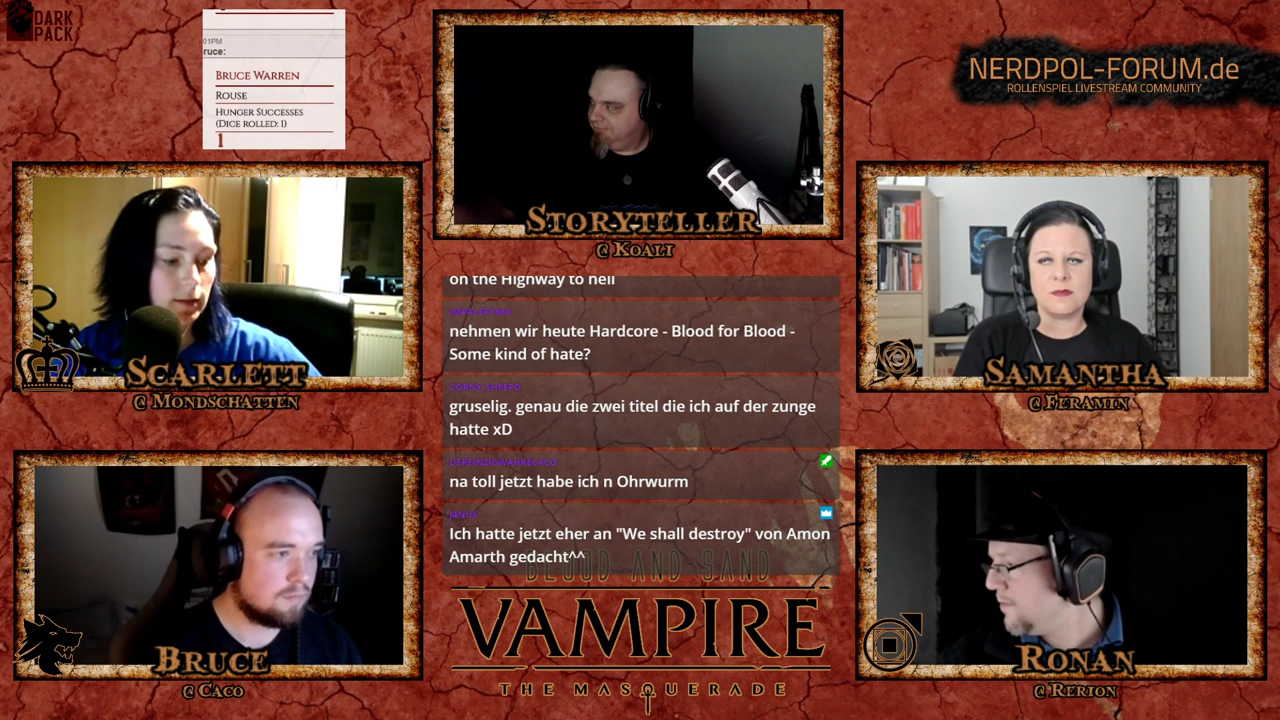 DARK
PACK
01PM
ruce:
BRUCE WARREN
ROUSE
HUNGER SUCCESSES
(DICE ROLLED: 1)
1
STORYTELLER
@ KOALI
NERDPOL-FORUM.de
ROLLENSPIEL LIVESTREAM COMMUNITY
SCARLETT
@ MONDSCHATTEN
on the Highway to hell
nehmen wir heute Hardcore - Blood for Blood -
Some kind of hate?
gruselig. genau die zwei titel die ich auf der zunge
hatte xD
na toll jetzt habe ich n Ohrwurm
Ich hatte jetzt eher an "We shall destroy" von Amon
Amarth gedacht^^
SAMANTHA
@ FERAMIN
BRUCE
@ CACO
BLOOD AND SAND
VAMPIRE
THE MASQUERADE
RONAN
@ RERION